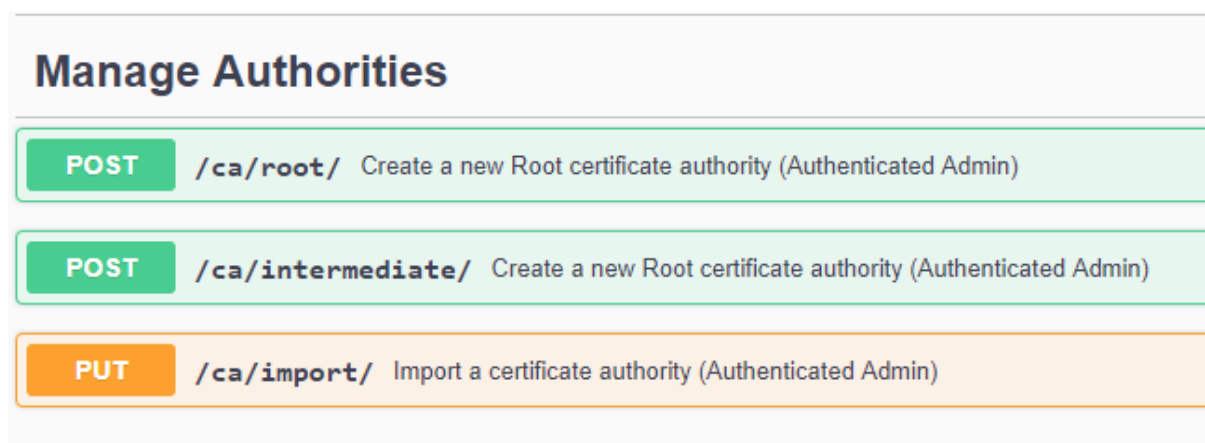 Manage Authorities
POST /ca/root/ Create a new Root certificate authority (Authenticated Admin)
POST /ca/intermediate/ Create a new Root certificate authority (Authenticated Admin)
PUT /ca/import/ Import a certificate authority (Authenticated Admin)